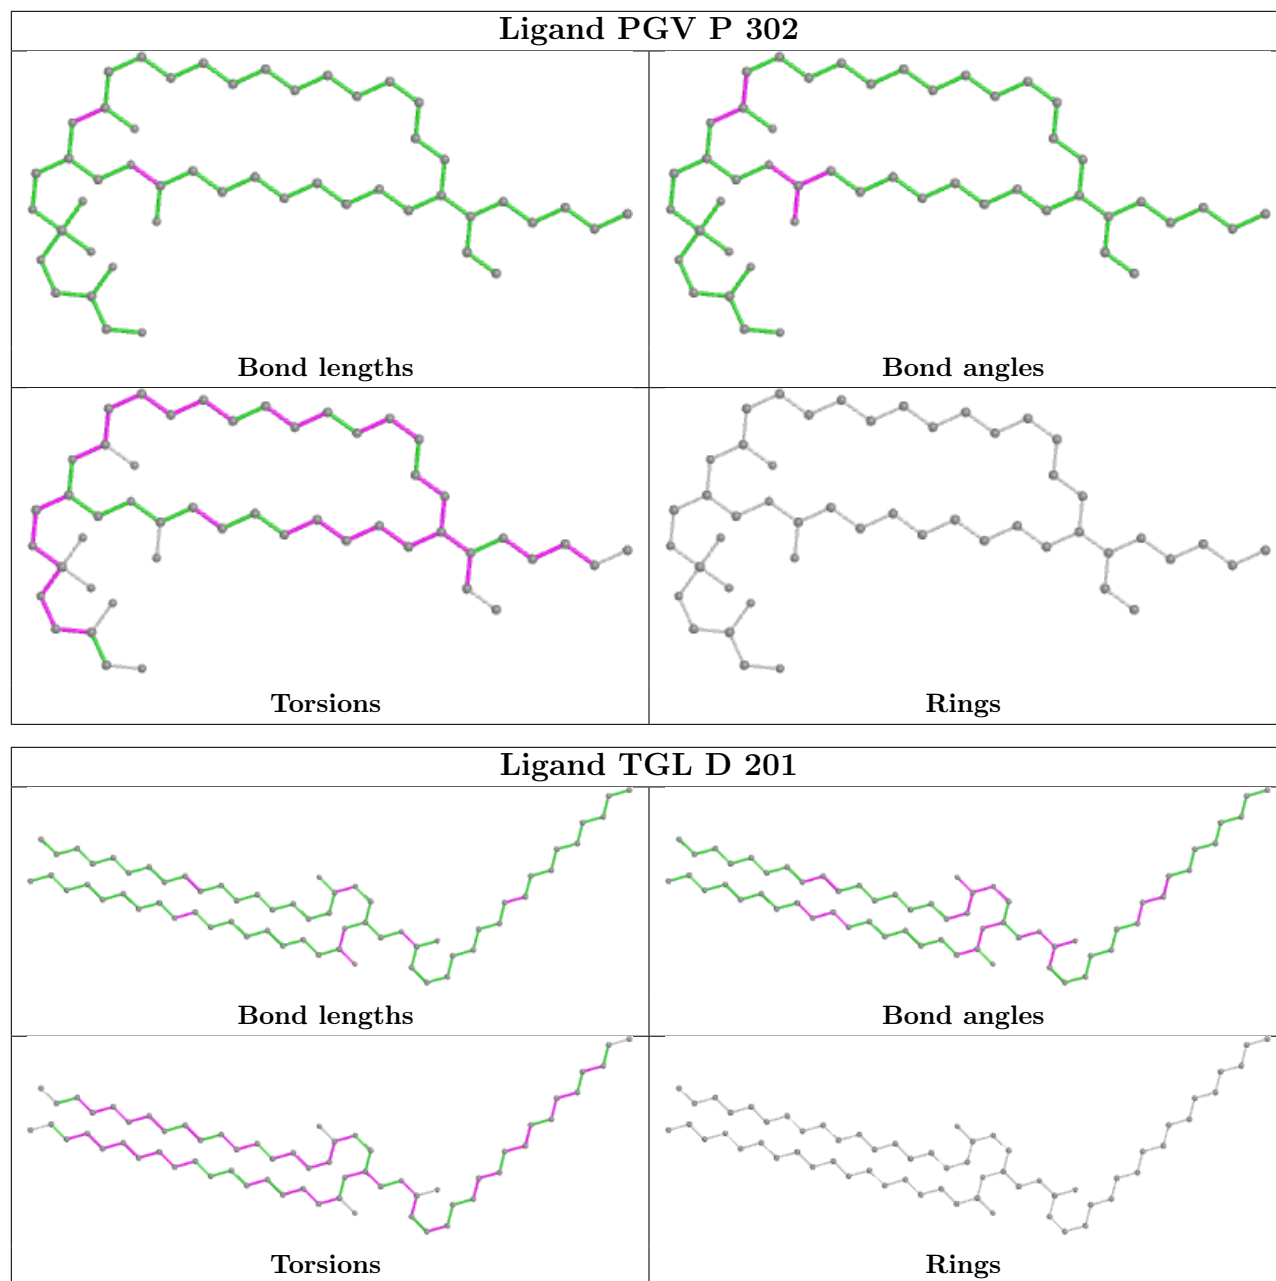 Ligand PGV P 302
Bond lengths
Bond angles
Torsions
Rings
Ligand TGL D 201
Bond lengths
Bond angles
Torsions
Rings